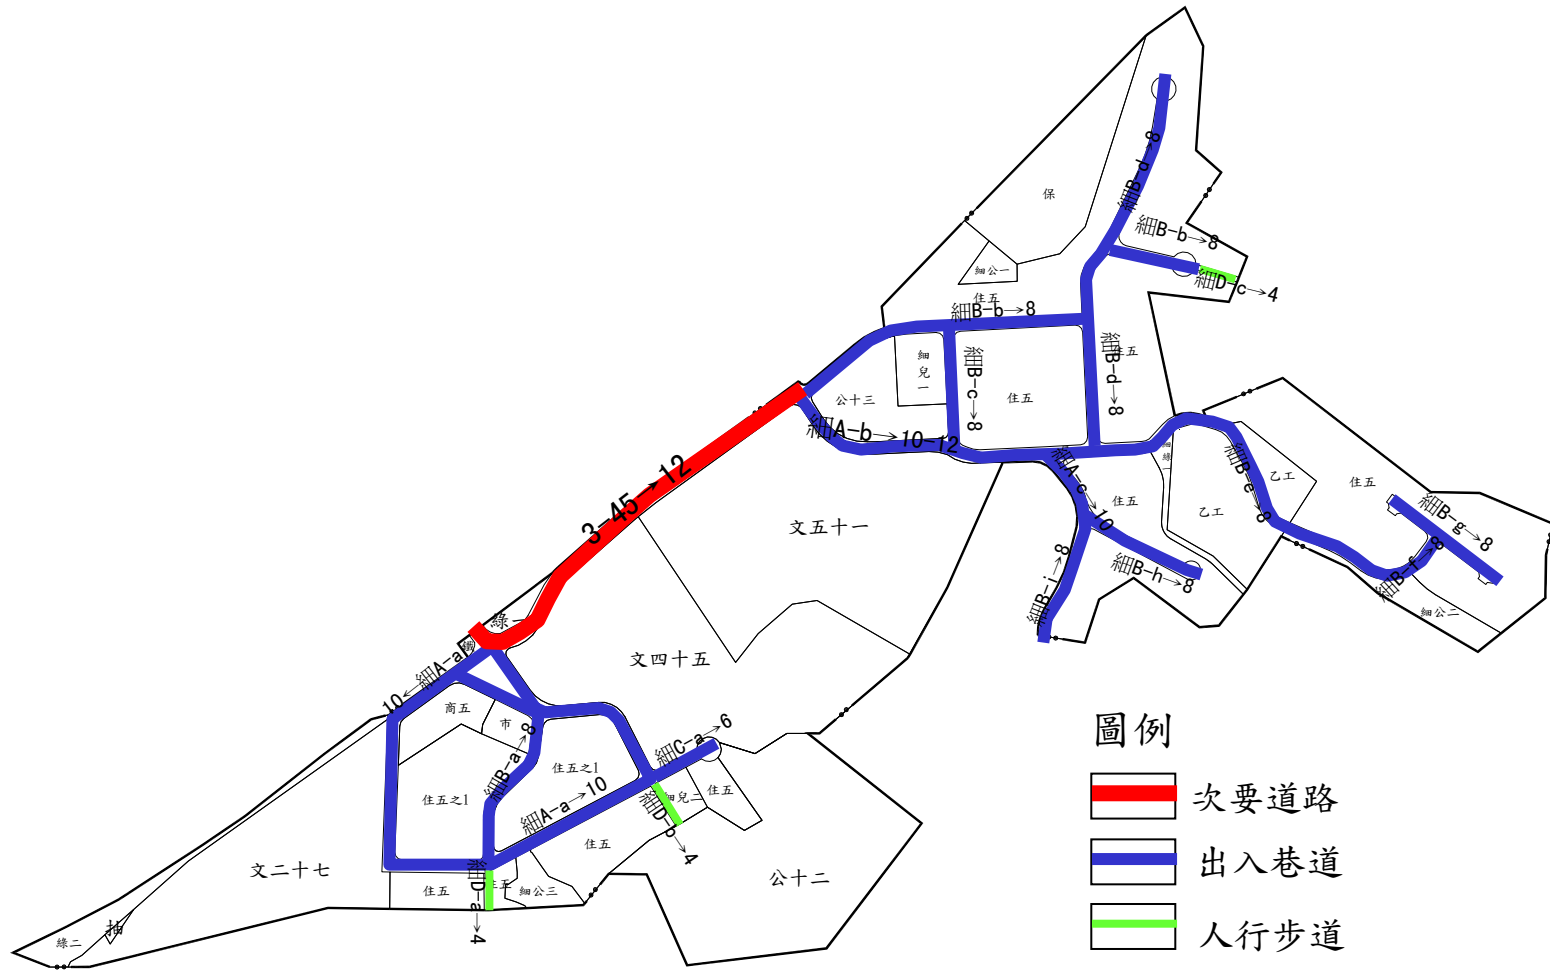 保
細B-d→8
細B-b→8
細D-c→4
細公一
住五
細B-b→8
細兒一
細B-c→8
細B-d→8
住五
公十三
住五
細A-b→10-12
細綠一
細A-c→10
住五
乙工
細B-e→8
乙工
住五
細B-g→8
3-45→12
文五十一
細B-i→8
細B-h→8
細B-f→8
細公二
綠一
文四十五
細A-a→10
商五
市
細B-a→8
住五之1
細C-a→6
住五之1
細A-a→10
細兒二
住五
細D-b→4
住五
文二十七
住五
細D-a→4
住五
細公三
公十二
抽
綠二
圖例
次要道路
出入巷道
人行步道